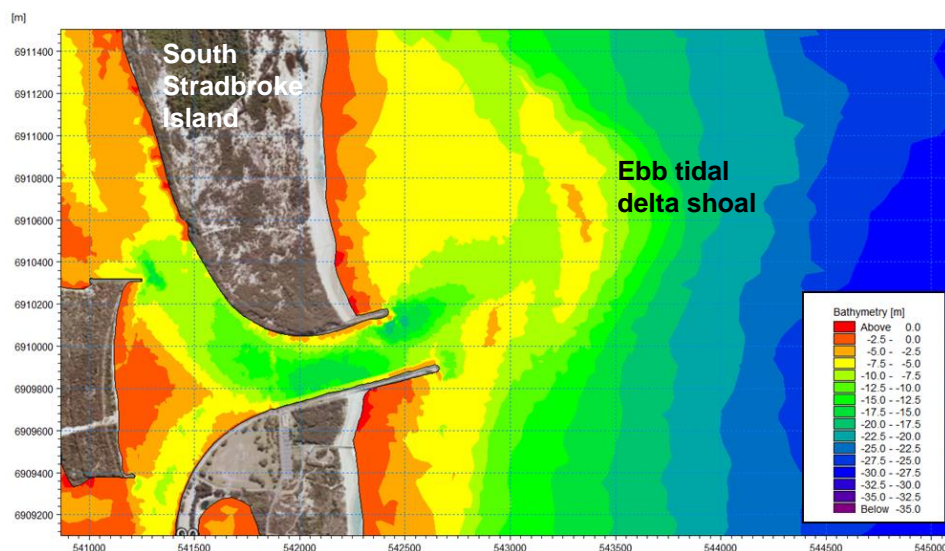 [m]
6911400
6911200
6911000
6910800
6910600
6910400
6910200
6910000
6909800
6909600
6909400
6909200
South
Stradbroke
Island
Ebb tidal
delta shoal
Bathymetry [m]
Above 0.0
-2.5 - 0.0
-5.0 - -2.5
-7.5 - -5.0
-10.0 - -7.5
-12.5 - -10.0
-15.0 - -12.5
-17.5 - -15.0
-20.0 - -17.5
-22.5 - -20.0
-25.0 - -22.5
-27.5 - -25.0
-30.0 - -27.5
-32.5 - -30.0
-35.0 - -32.5
Below -35.0
541000 541500 542000 542500 543000 543500 544000 544500 545000